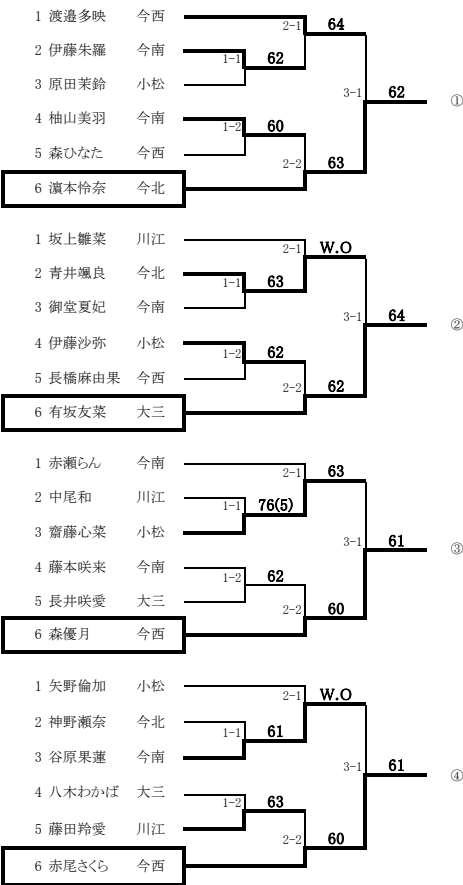 1 渡邉多映 今西
2-1 64
2 伊藤朱羅 今南
1-1 62
3 原田茉鈴 小松
3-1 62 ①
4 柚山美羽 今南
1-2 60
5 森ひなた 今西
2-2 63
6 濵本怜奈 今北
1 坂上雛菜 川江
2-1 W.O
2 青井颯良 今北
1-1 63
3 御堂夏妃 今南
3-1 64 ②
4 伊藤沙弥 小松
1-2 62
5 長橋麻由果 今西
2-2 62
6 有坂友菜 大三
1 赤瀬らん 今南
2-1 63
2 中尾和 川江
1-1 76(5)
3 齋藤心菜 小松
3-1 61 ③
4 藤本咲来 今南
1-2 62
5 長井咲愛 大三
2-2 60
6 森優月 今西
1 矢野倫加 小松
2-1 W.O
2 神野瀬奈 今北
1-1 61
3 谷原果蓮 今南
3-1 61 ④
4 八木わかば 大三
1-2 63
5 藤田羚愛 川江
2-2 60
6 赤尾さくら 今西